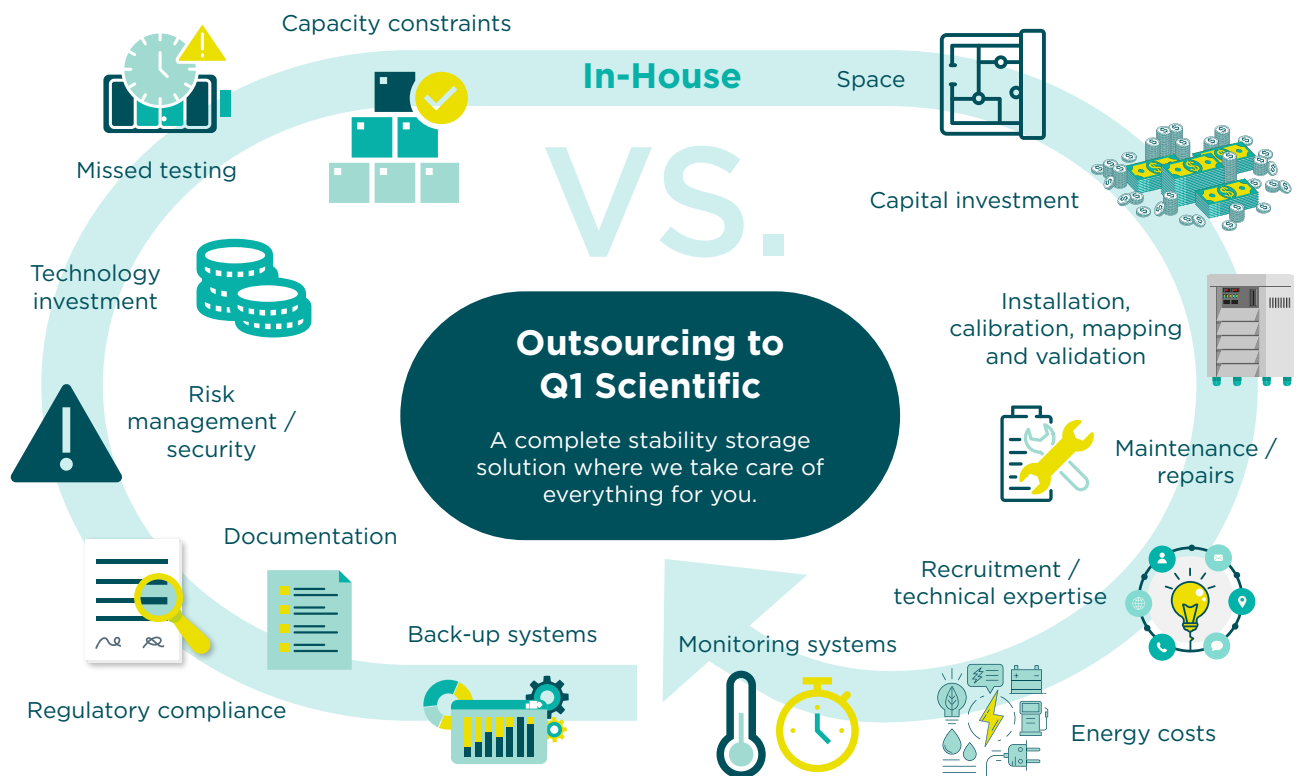 Capacity constraints
In-House
VS.
Space
Missed testing
Capital investment
Technology
investment
Installation,
calibration, mapping
and validation
Outsourcing to
Q1 Scientific
A complete stability storage
solution where we take care of
everything for you.
Risk
management /
security
Maintenance /
repairs
Documentation
Recruitment /
technical expertise
Back-up systems
Monitoring systems
Regulatory compliance
Energy costs